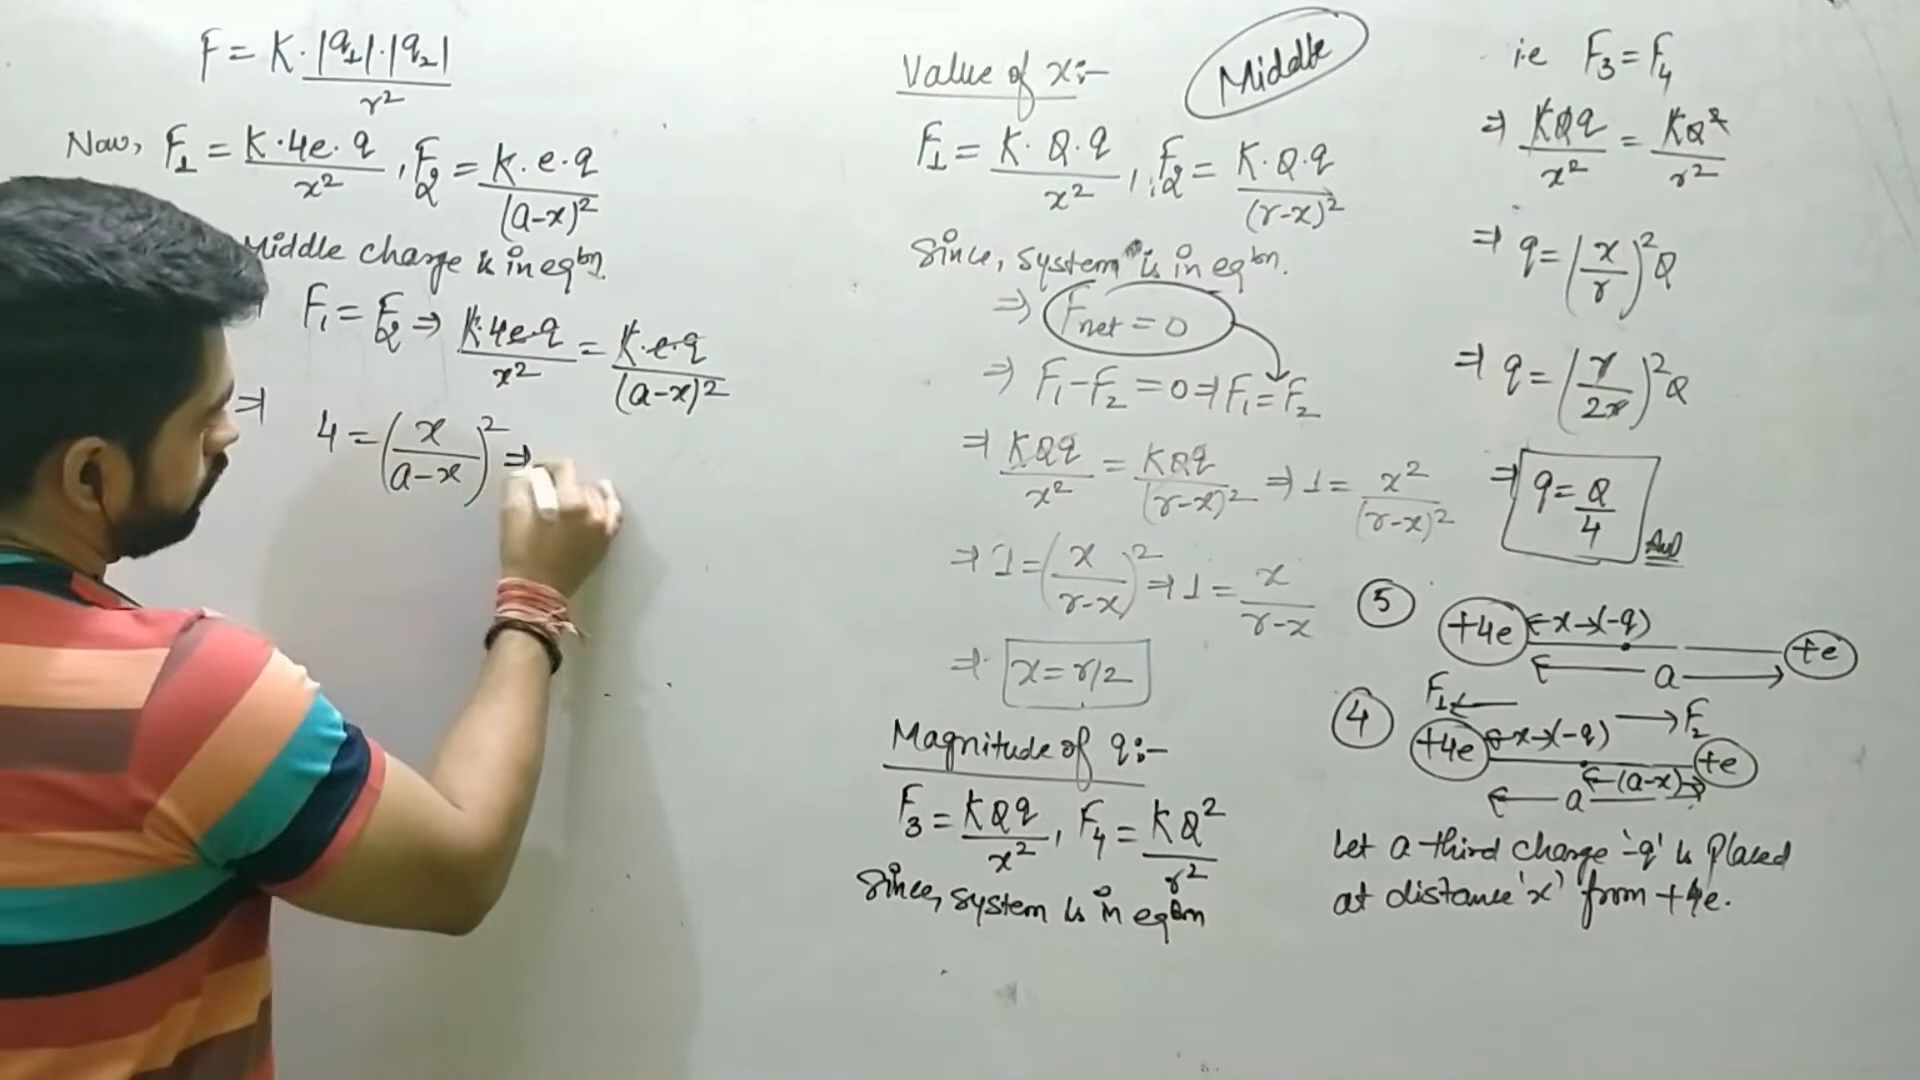 F = K·|q₁|·|q₂| / r²
Now, F₁ = K·4e·q / x², F₂ = K·e·q / (a-x)²
Middle charge is in eqbm.
F₁ = F₂ ⇒ K·4e·q / x² = K·e·q / (a-x)²
⇒ 4 = (x / a-x)² ⇒
Value of x:-
Middle
F₁ = K·Q·q / x², F₂ = K·Q·q / (r-x)²
Since, system is in eqbm.
⇒ Fnet = 0
⇒ F₁-F₂ = 0 ⇒ F₁ = F₂
⇒ KQq / x² = KQq / (r-x)² ⇒ 1 = x² / (r-x)²
⇒ 1 = (x / r-x)² ⇒ 1 = x / r-x
⇒ x = r/2
Magnitude of q:-
F₃ = KQq / x², F₄ = KQ² / r²
Since, system is in eqbm
i.e F₃ = F₄
⇒ KQq / x² = KQ² / r²
⇒ q = (x / r)² Q
⇒ q = (r / 2r)² Q
⇒ q = Q / 4
Ans
5 +4e ←x→(-q) +e
← a →
F₁ ← → F₂
4 +4e ←x→(-q) +e
←(a-x)→
← a →
Let a third charge '-q' is placed
at distance 'x' from +4e.